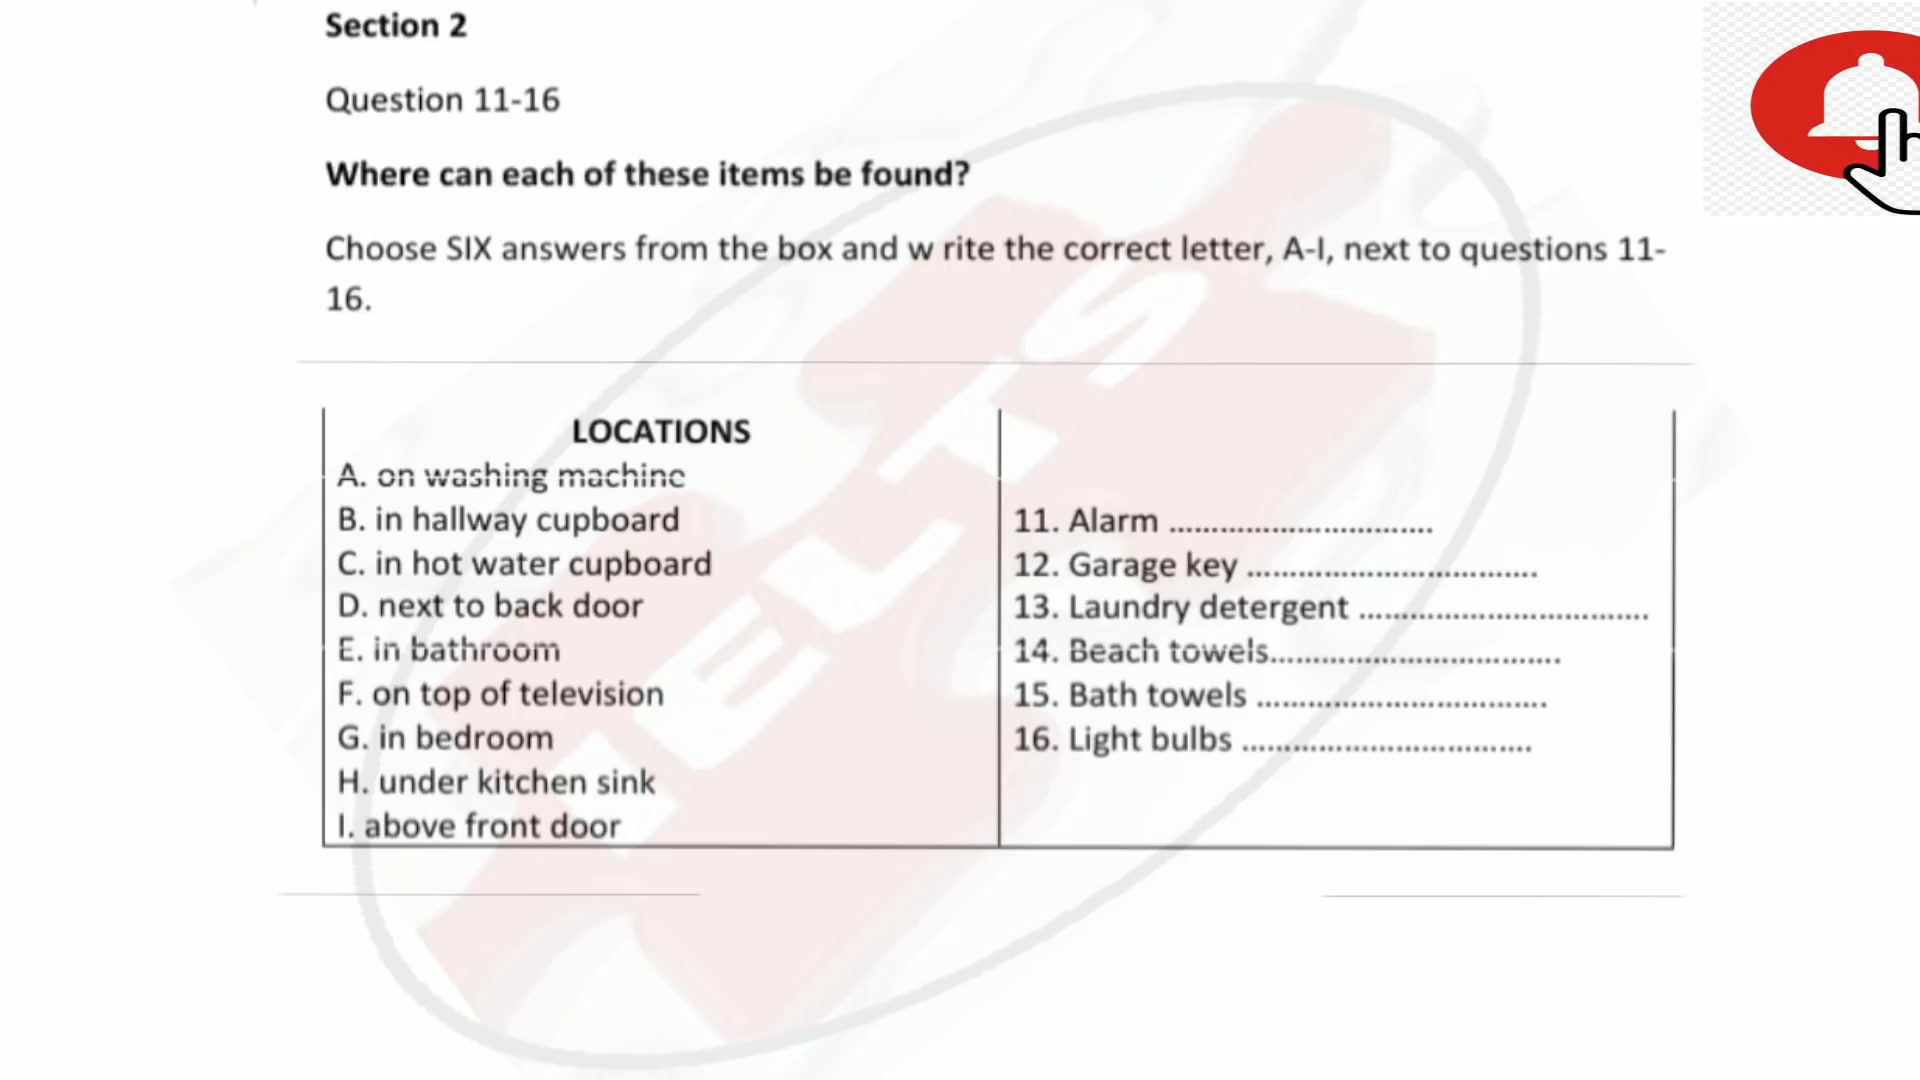 Section 2
Question 11-16
Where can each of these items be found?
Choose SIX answers from the box and w rite the correct letter, A-I, next to questions 11-
16.
LOCATIONS
A. on washing machine
B. in hallway cupboard
C. in hot water cupboard
D. next to back door
E. in bathroom
F. on top of television
G. in bedroom
H. under kitchen sink
I. above front door
11. Alarm ..............................
12. Garage key .................................
13. Laundry detergent .................................
14. Beach towels.................................
15. Bath towels .................................
16. Light bulbs .................................
IELTS